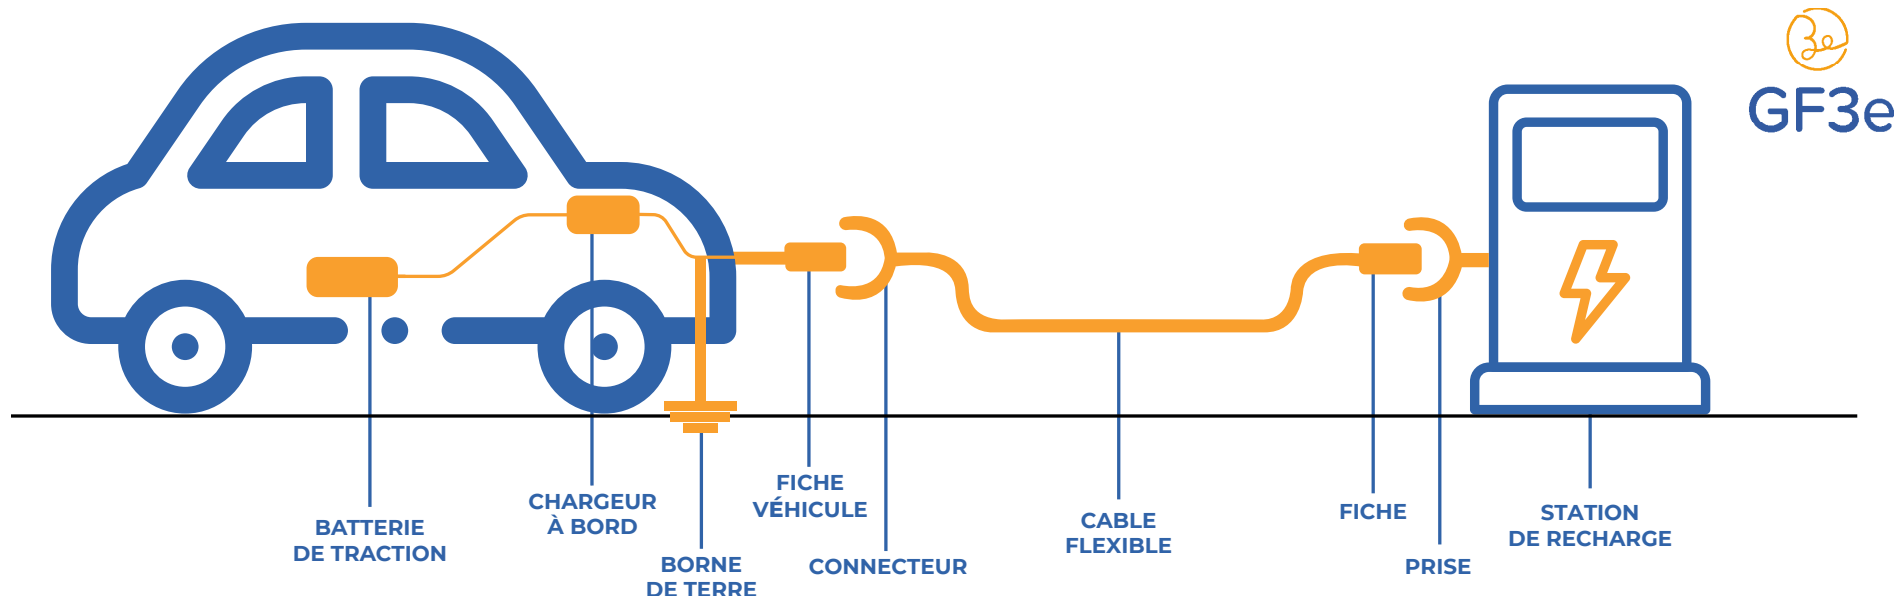 3e
GF3e
BATTERIE
DE TRACTION
CHARGEUR
À BORD
BORNE
DE TERRE
FICHE
VÉHICULE
CONNECTEUR
CABLE
FLEXIBLE
FICHE
PRISE
STATION
DE RECHARGE